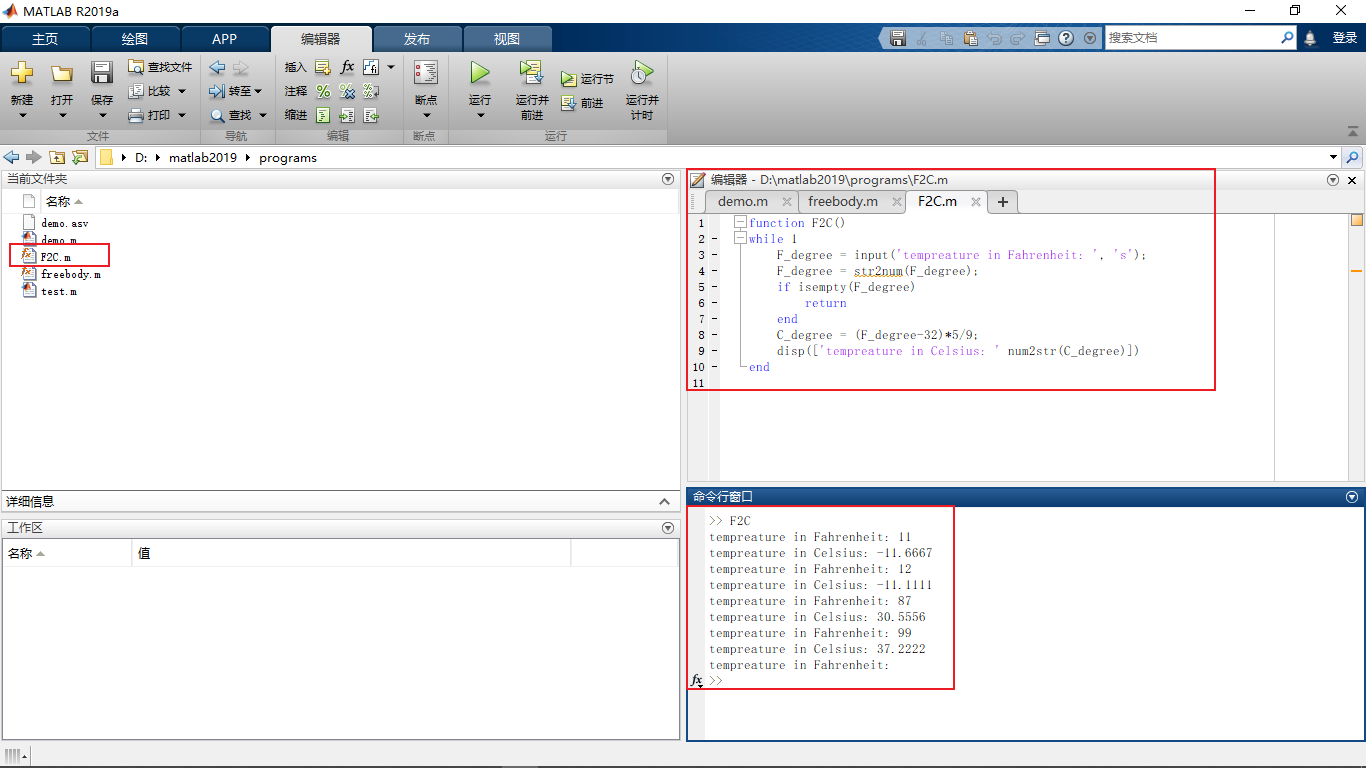 MATLAB R2019a
主页 绘图 APP 编辑器 发布 视图 搜索文档 登录
新建 打开 保存 查找文件 比较 打印 转至 查找 插入 fx 注释 缩进 断点 运行 运行并前进 运行节 前进 运行并计时
文件 导航 编辑 断点 运行
D: matlab2019 programs
当前文件夹
名称
demo.asv
demo.m
F2C.m
freebody.m
test.m
详细信息
工作区
名称 值
编辑器 - D:\matlab2019\programs\F2C.m
demo.m freebody.m F2C.m
1 function F2C()
2 - while 1
3 - F_degree = input('tempreature in Fahrenheit: ', 's');
4 - F_degree = str2num(F_degree);
5 - if isempty(F_degree)
6 - return
7 - end
8 - C_degree = (F_degree-32)*5/9;
9 - disp(['tempreature in Celsius: ' num2str(C_degree)])
10 - end
11
命令行窗口
>> F2C
tempreature in Fahrenheit: 11
tempreature in Celsius: -11.6667
tempreature in Fahrenheit: 12
tempreature in Celsius: -11.1111
tempreature in Fahrenheit: 87
tempreature in Celsius: 30.5556
tempreature in Fahrenheit: 99
tempreature in Celsius: 37.2222
tempreature in Fahrenheit:
fx >>